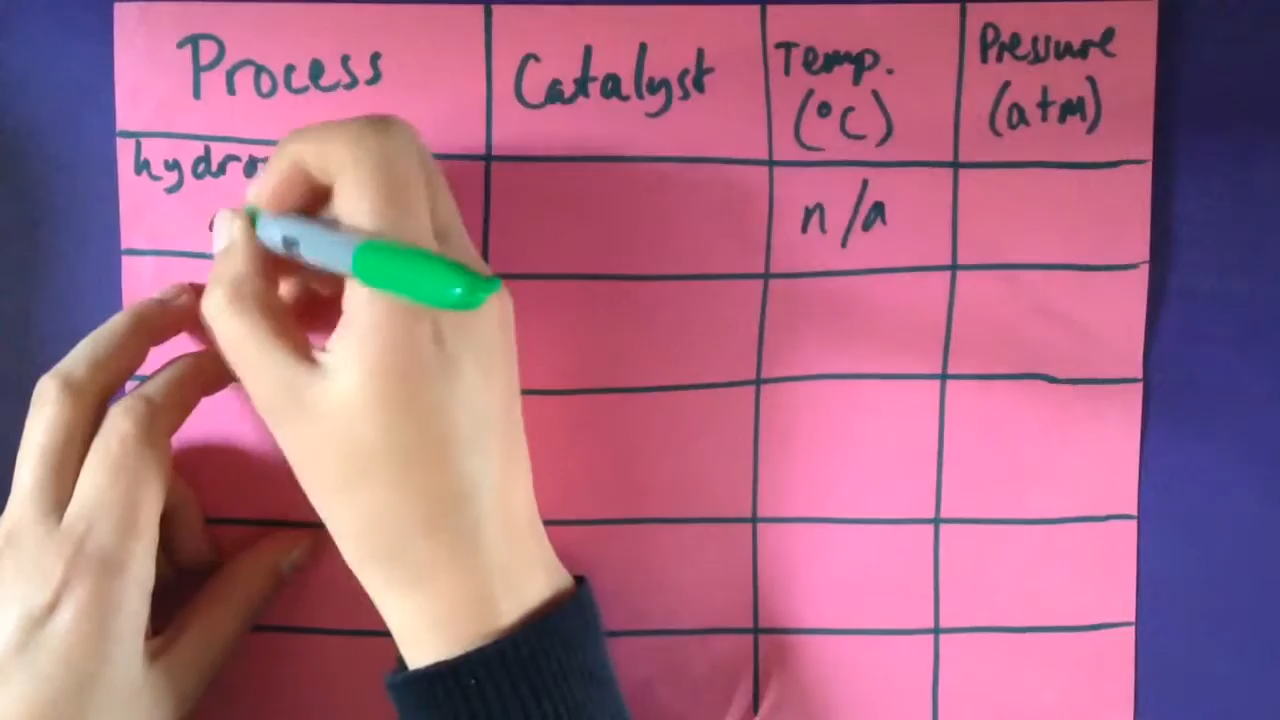 Process
Catalyst
Temp.
(°C)
Pressure
(atm)
hydro
n/a